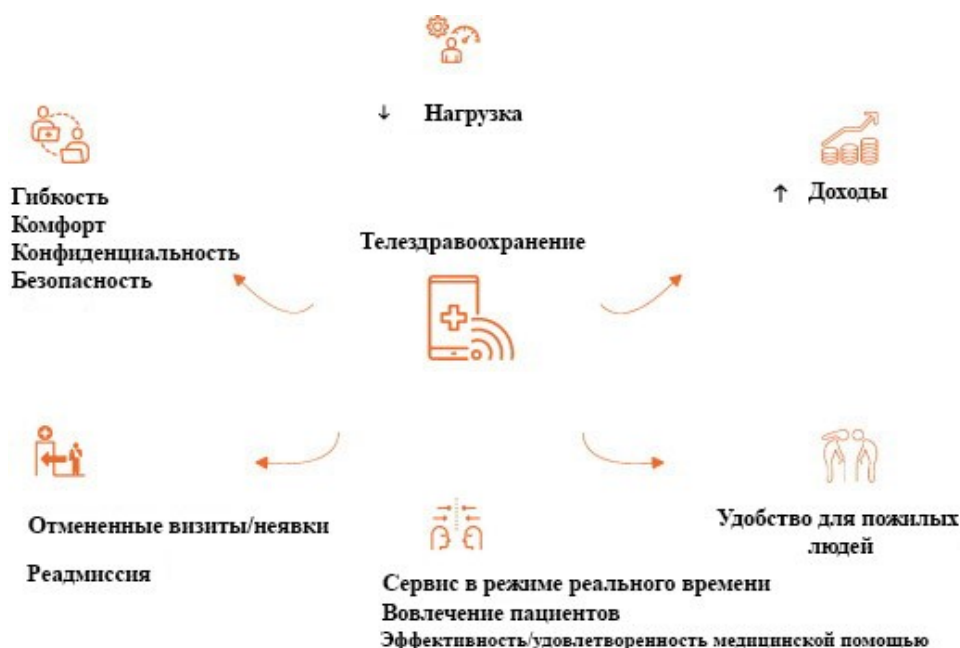 ↓ Нагрузка
Гибкость
Комфорт
Конфиденциальность
Безопасность
↑ Доходы
Телездравоохранение
Отмененные визиты/неявки
Реадмиссия
Удобство для пожилых
людей
Сервис в режиме реального времени
Вовлечение пациентов
Эффективность/удовлетворенность медицинской помощью